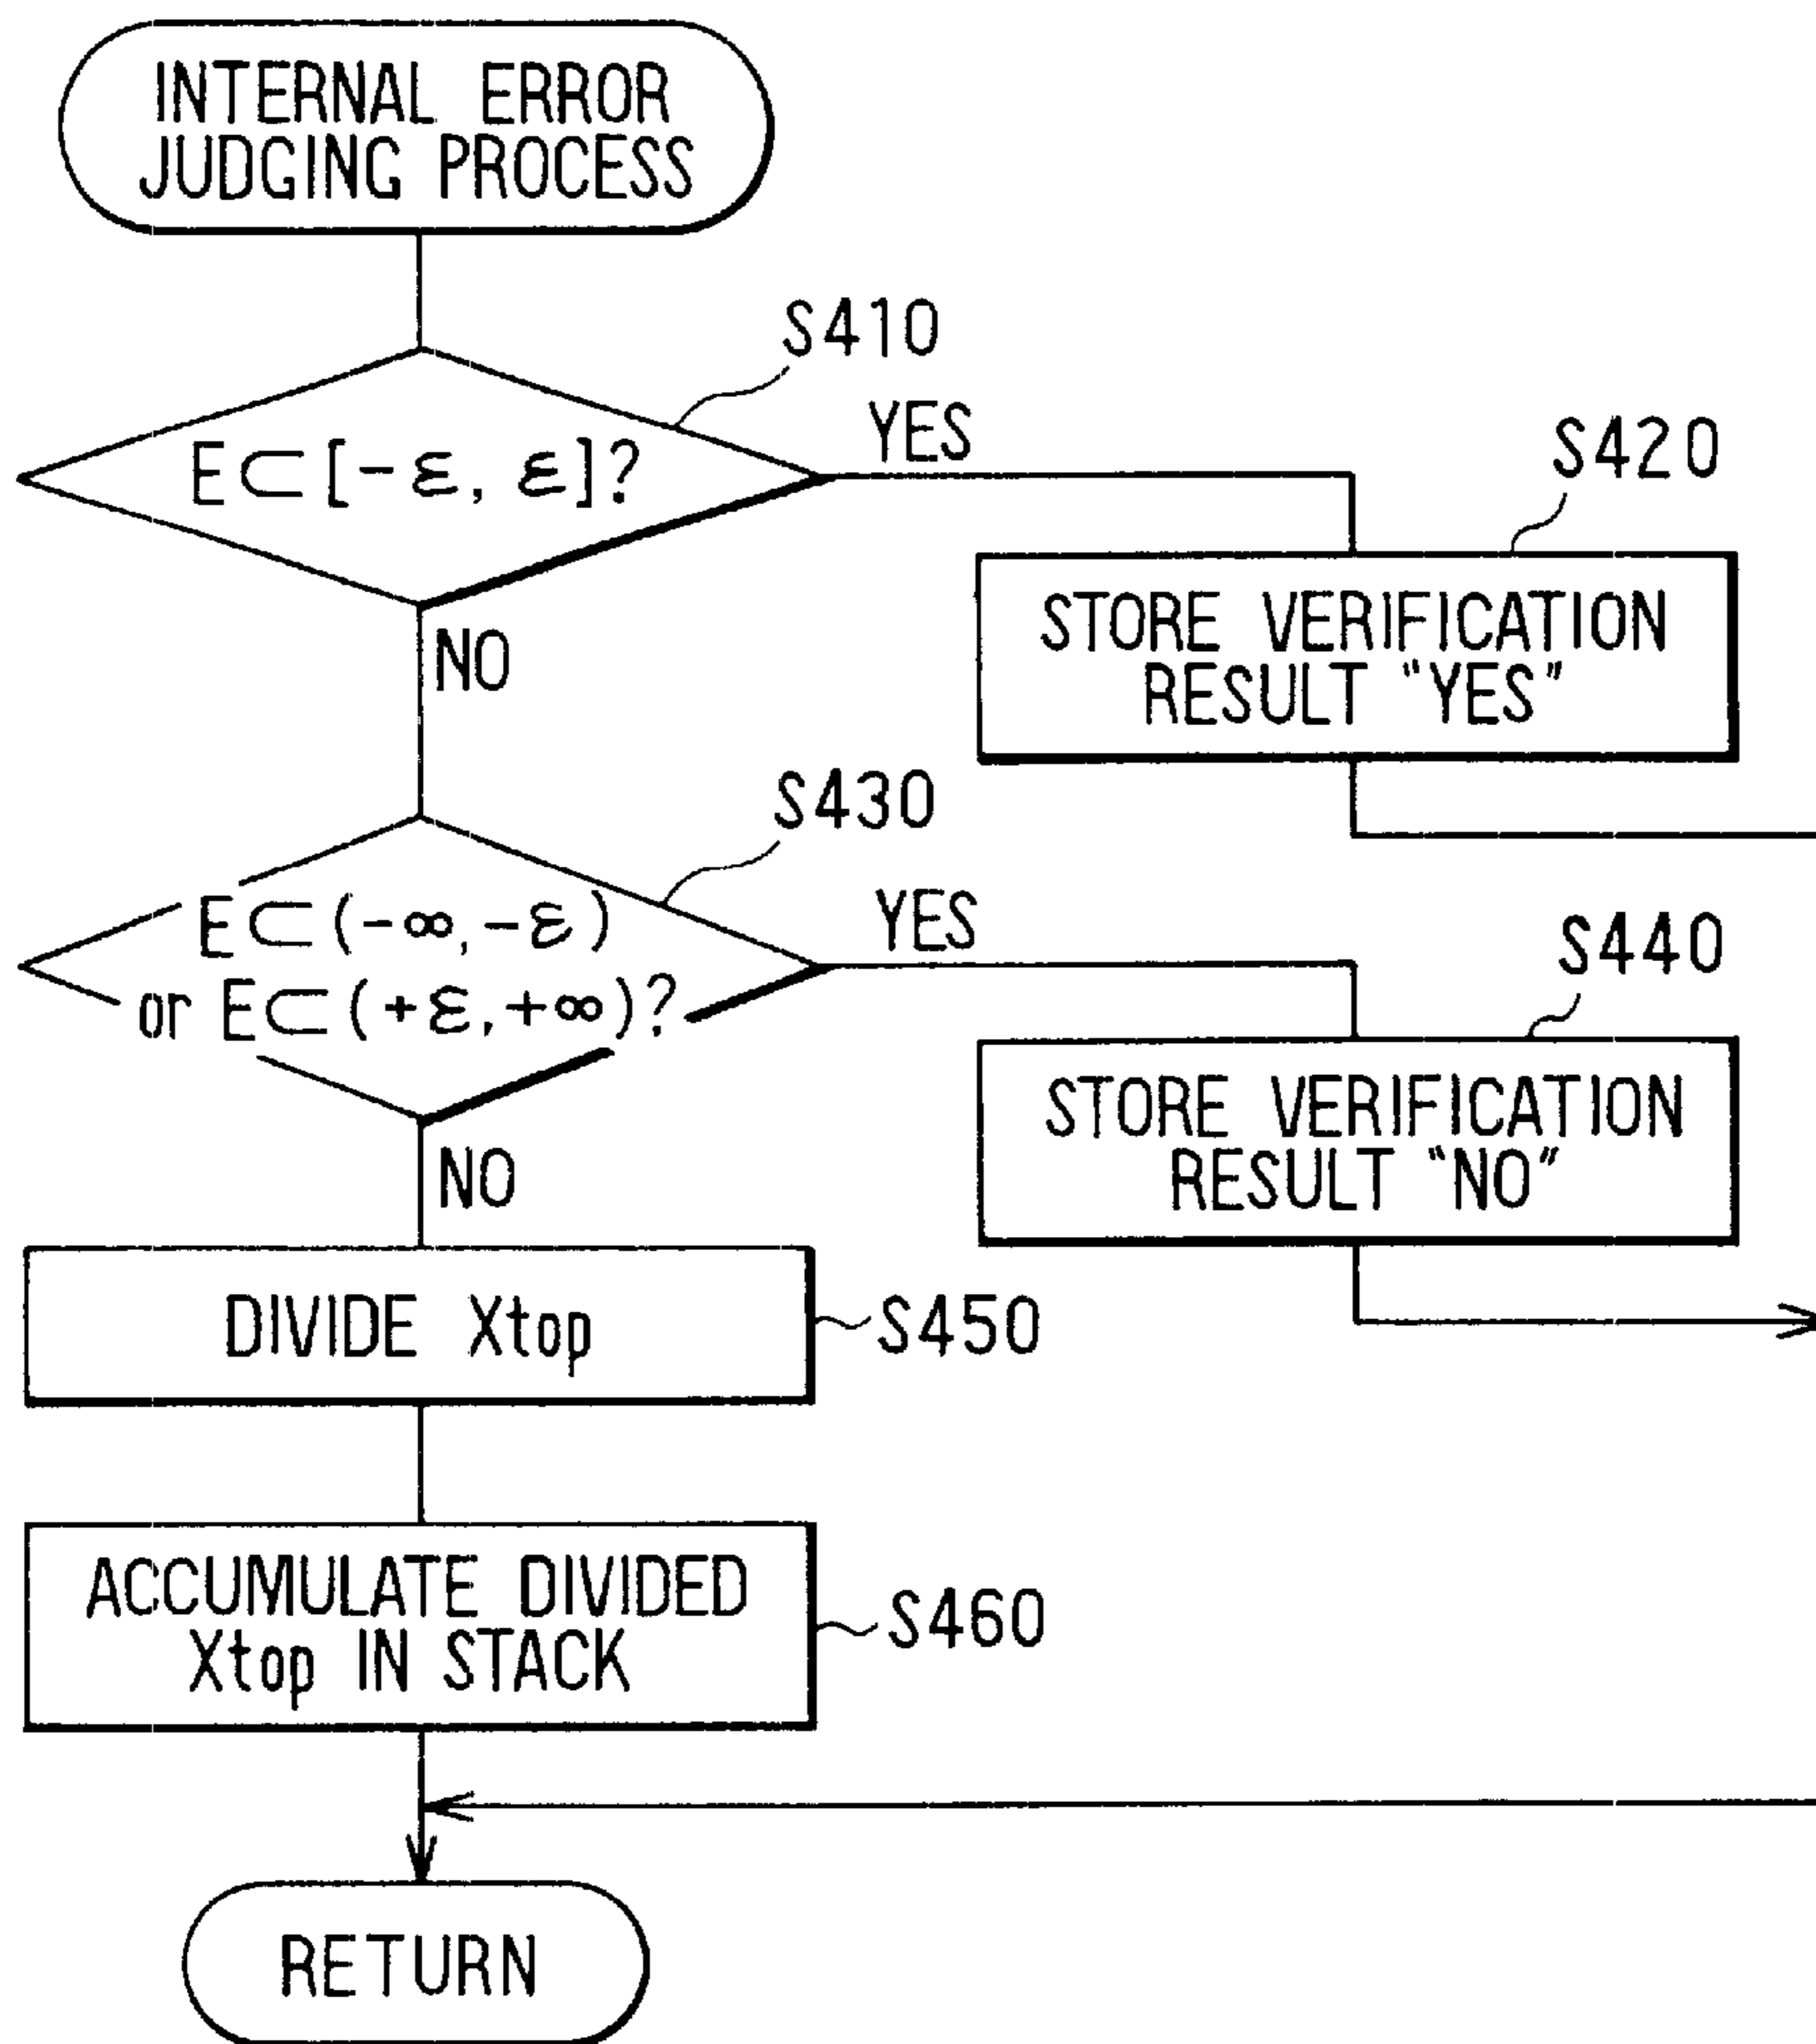 INTERNAL ERROR
JUDGING PROCESS
S410
E⊂[-ε, ε]?
YES
S420
STORE VERIFICATION
RESULT "YES"
NO
S430
E⊂(-∞,-ε)
or E⊂(+ε,+∞)?
YES
S440
STORE VERIFICATION
RESULT "NO"
NO
DIVIDE Xtop
S450
ACCUMULATE DIVIDED
Xtop IN STACK
S460
RETURN